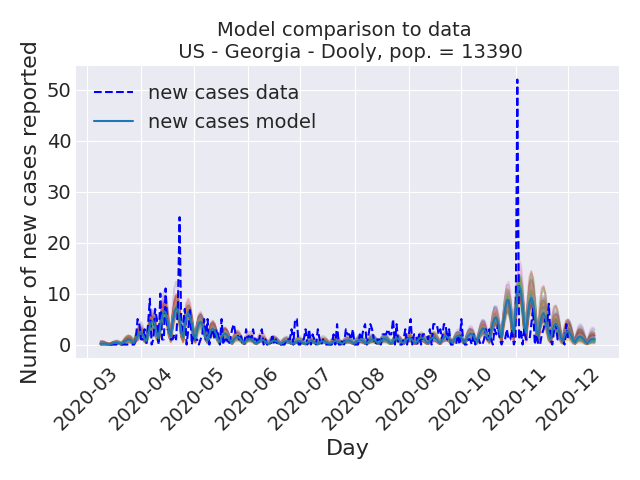 Model comparison to data
US - Georgia - Dooly, pop. = 13390
Number of new cases reported
50
40
30
20
10
0
new cases data
new cases model
2020-03
2020-04
2020-05
2020-06
2020-07
2020-08
2020-09
2020-10
2020-11
2020-12
Day